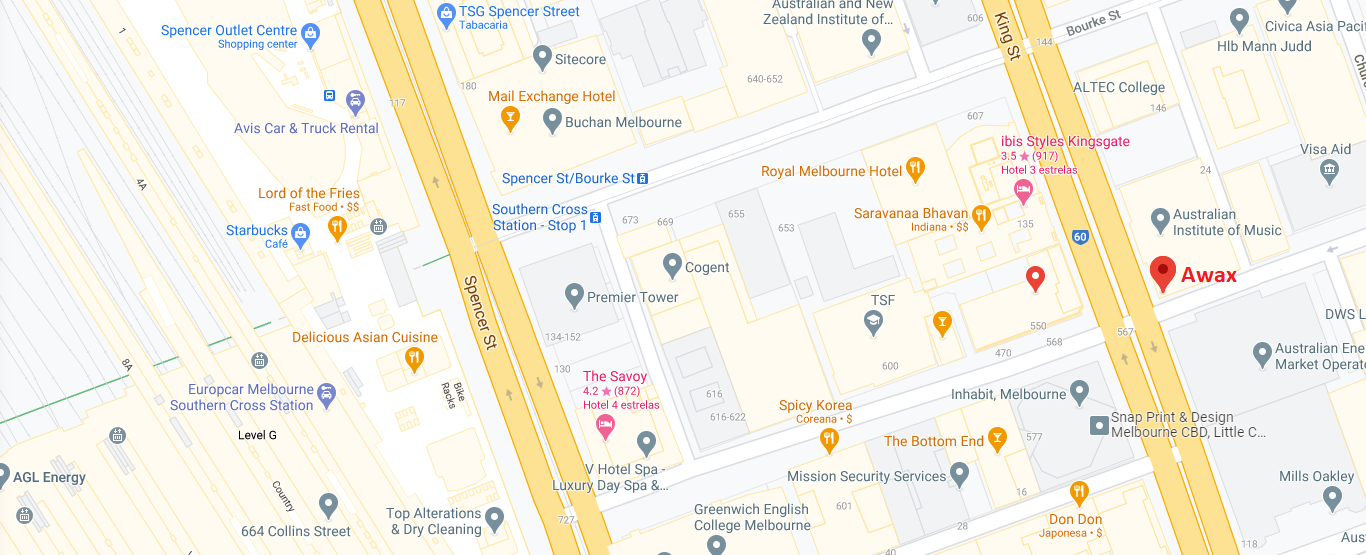 TSG Spencer Street
Tabacaria
Australian and New
Zealand Institute of...
606
King St
144
Bourke St
Civica Asia Pacif
Hlb Mann Judd
Spencer Outlet Centre
Shopping center
1
Sitecore
180
640-652
ALTEC College
146
Mail Exchange Hotel
Buchan Melbourne
117
Avis Car & Truck Rental
607
ibis Styles Kingsgate
3.5 ★ (917)
Hotel 3 estrelas
Visa Aid
Royal Melbourne Hotel
24
4A
Spencer St/Bourke St
Lord of the Fries
Fast Food • $$
Southern Cross
Station - Stop 1
673
669
655
653
Saravanaa Bhavan
Indiana • $$
135
60
Australian
Institute of Music
Starbucks
Café
Cogent
Awax
Spencer St
Premier Tower
TSF
550
567
DWS L
134-152
568
470
Delicious Asian Cuisine
8A
130
600
Australian Ene
Market Operato
The Savoy
4.2 ★ (872)
Hotel 4 estrelas
Europcar Melbourne
Southern Cross Station
Bike
Racks
616
616-622
Inhabit, Melbourne
Spicy Korea
Coreana • $
Snap Print & Design
Melbourne CBD, Little C...
Level G
The Bottom End
577
V Hotel Spa -
Luxury Day Spa &...
Mission Security Services
AGL Energy
Country
Mills Oakley
16
664 Collins Street
Top Alterations
& Dry Cleaning
727
Greenwich English
College Melbourne
601
28
Don Don
Japonesa • $
118
Aus